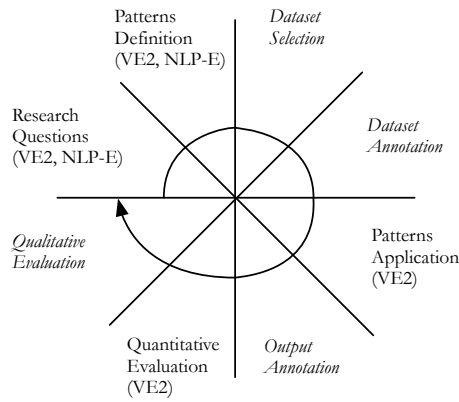 Patterns
Definition
(VE2, NLP-E)
Dataset
Selection
Research
Questions
(VE2, NLP-E)
Dataset
Annotation
Qualitative
Evaluation
Patterns
Application
(VE2)
Quantitative
Evaluation
(VE2)
Output
Annotation